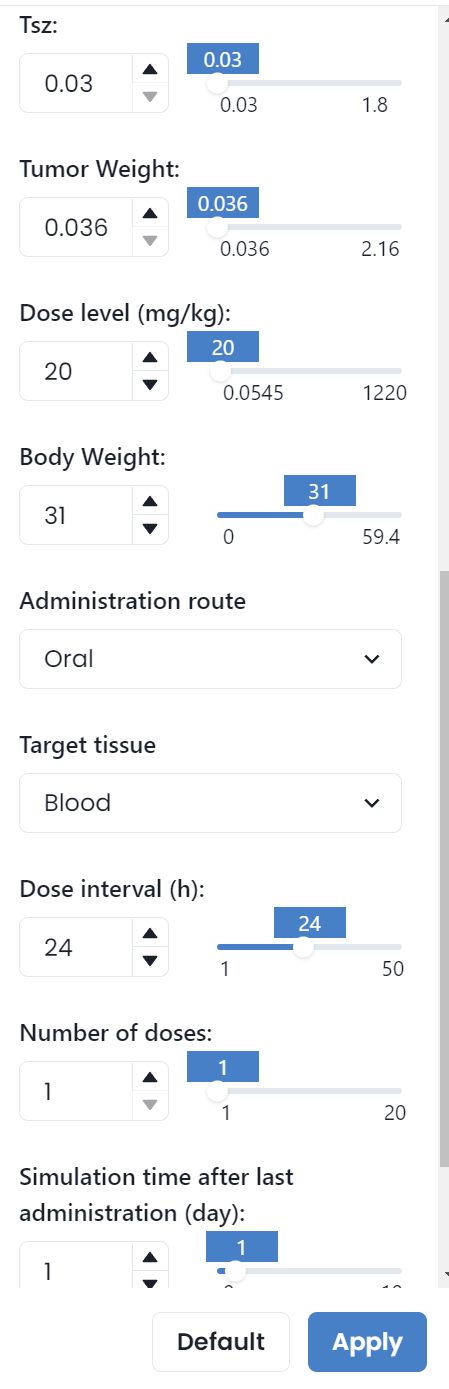 Tsz:
0.03
0.03
0.03 1.8
Tumor Weight:
0.036
0.036
0.036 2.16
Dose level (mg/kg):
20
20
0.0545 1220
Body Weight:
31
31
0 59.4
Administration route
Oral
Target tissue
Blood
Dose interval (h):
24
24
1 50
Number of doses:
1
1
1 20
Simulation time after last
administration (day):
1
1
Default Apply